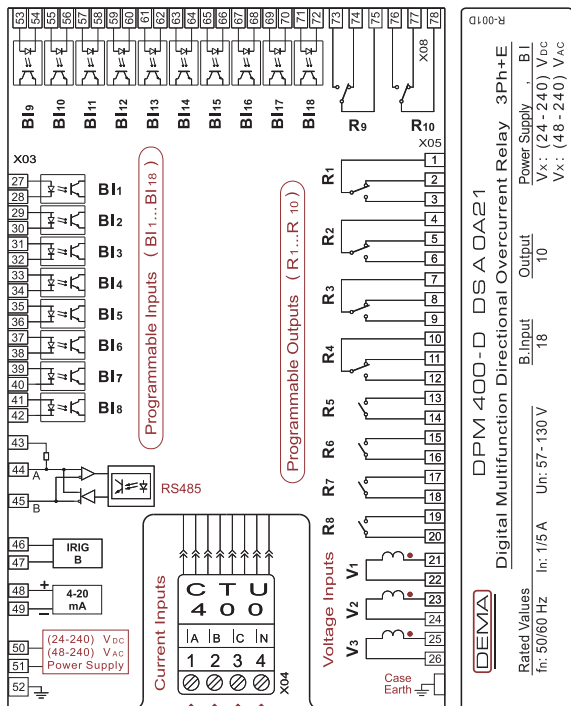 53 54 55 56 57 58 59 60 61 62 63 64 65 66 67 68 69 70 71 72 73 74 75 76 77 78
X08
BI9 BI10 BI11 BI12 BI13 BI14 BI15 BI16 BI17 BI18 R9 R10
X03
27
28
BI1
29
30
BI2
31
32
BI3
33
34
BI4
35
36
BI5
37
38
BI6
39
40
BI7
41
42
BI8
43
44
A
45
B
RS485
46
47
IRIG
B
48
+
49
−
4-20
mA
50
51
(24-240) VDC
(48-240) VAC
Power Supply
52
Programmable Inputs ( BI1...BI18 )
Programmable Outputs ( R1...R10 )
X05
R1
1
2
3
R2
4
5
6
R3
7
8
9
R4
10
11
12
R5
13
14
R6
15
16
R7
17
18
R8
19
20
V1
21
22
V2
23
24
V3
25
26
Case
Earth
Voltage Inputs
Current Inputs
C T U
4 0 0
IA IB IC IN
1 2 3 4
X04
R-001D
DEMA
DPM 400-D DS A 0A21
Digital Multifunction Directional Overcurrent Relay 3Ph+E
Rated Values
fn: 50/60 Hz In: 1/5 A Un: 57-130 V
B.Input
18
Output
10
Power Supply , B I
Vx: (24-240) VDC
Vx: (48-240) VAC